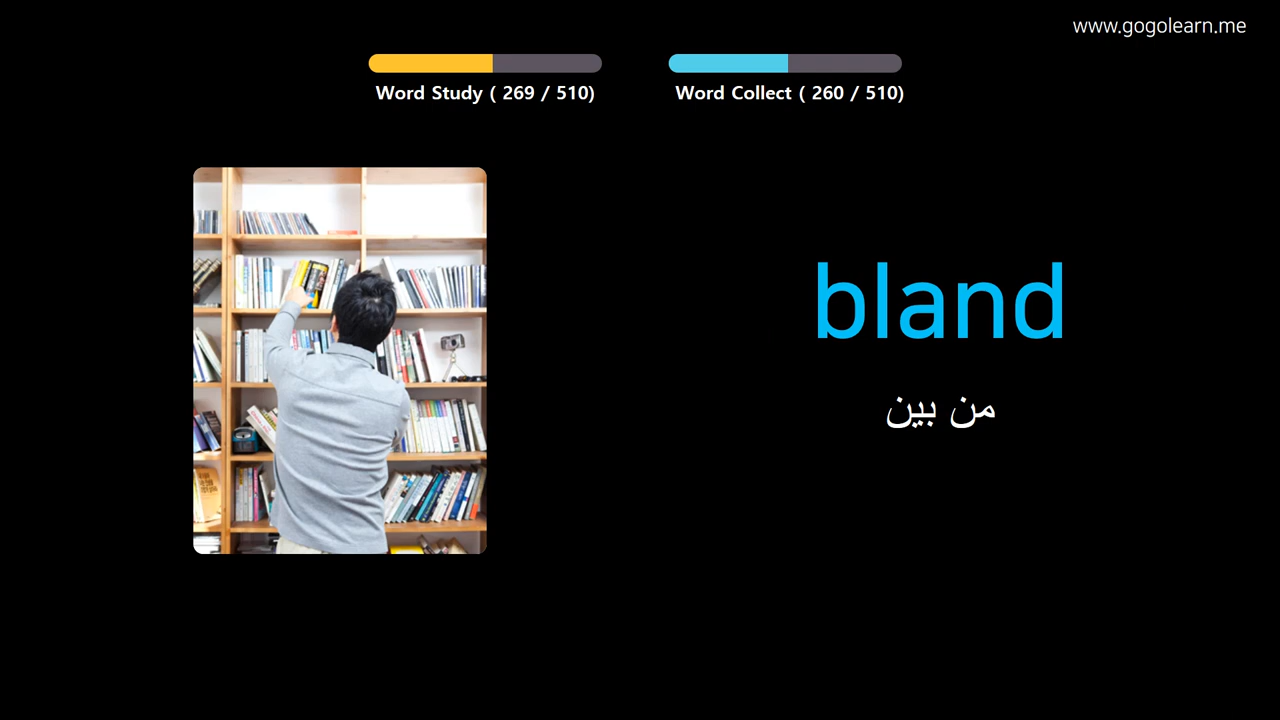 www.gogolearn.me
Word Study ( 269 / 510)
Word Collect ( 260 / 510)
bland
من بين